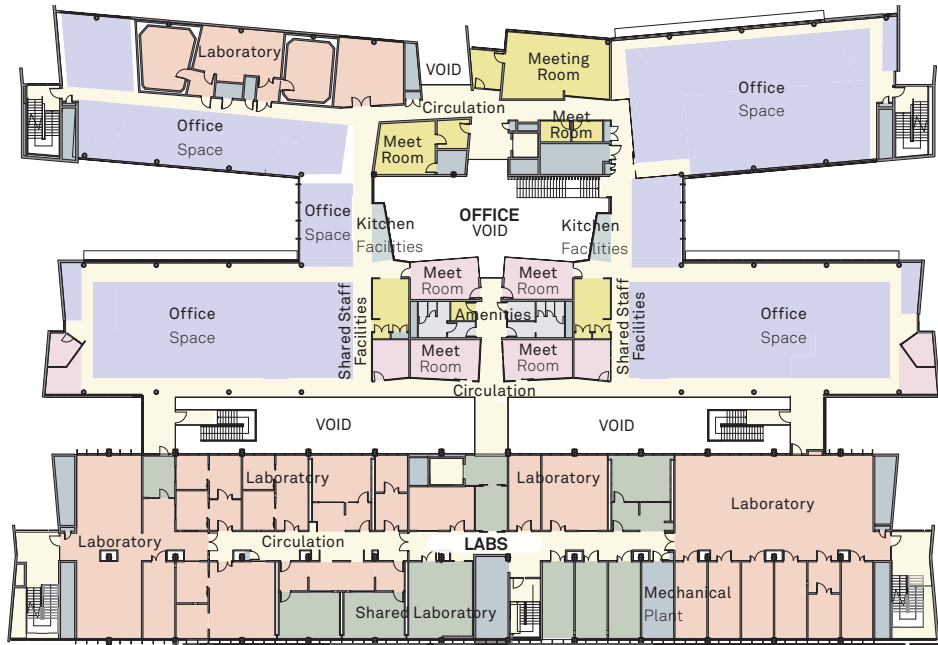 Laboratory
VOID
Meeting
Room
Office
Space
Circulation
Office
Space
Meet
Room
Meet
Room
Office
Space
OFFICE
VOID
Kitchen
Facilities
Kitchen
Facilities
Meet
Room
Meet
Room
Office
Space
Shared Staff
Facilities
Amenities
Shared Staff
Facilities
Office
Space
Meet
Room
Meet
Room
Circulation
VOID
VOID
Laboratory
Laboratory
Laboratory
Laboratory
Circulation
LABS
Shared Laboratory
Mechanical
Plant